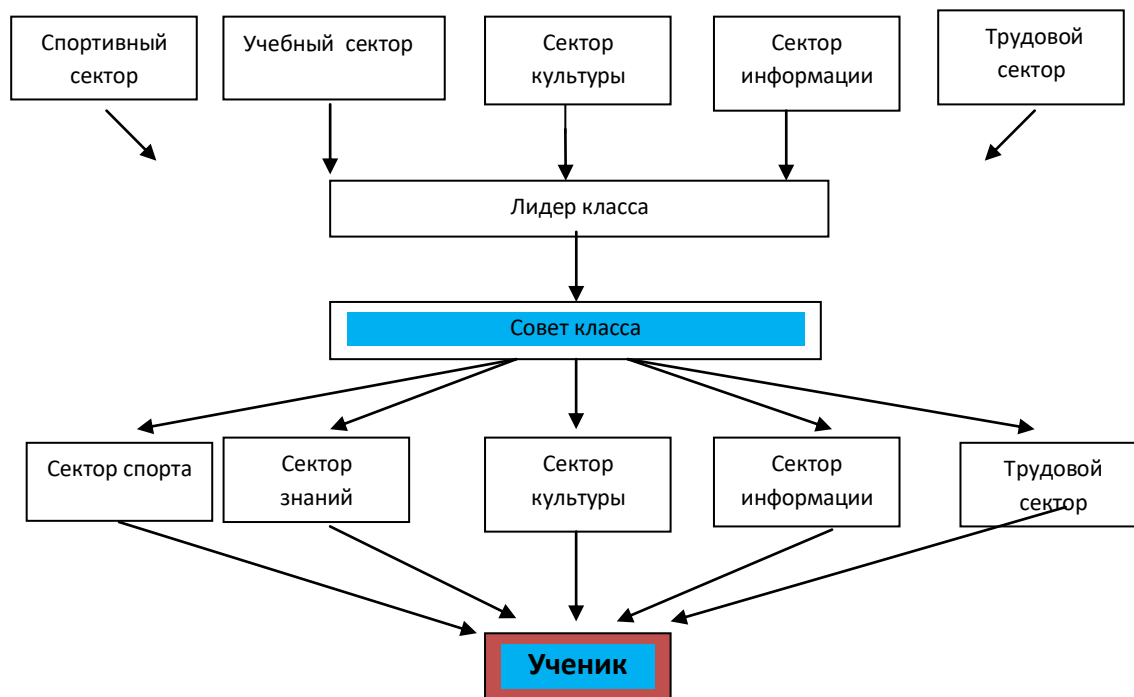 Спортивный
сектор
Учебный сектор
Сектор
культуры
Сектор
информации
Трудовой
сектор
Лидер класса
Совет класса
Сектор спорта
Сектор
знаний
Сектор
культуры
Сектор
информации
Трудовой
сектор
Ученик